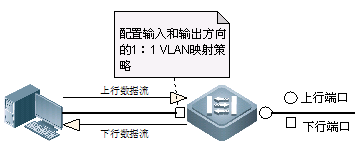 配置输入和输出方向
的1：1 VLAN映射策
略
上行数据流
下行数据流
上行端口
下行端口